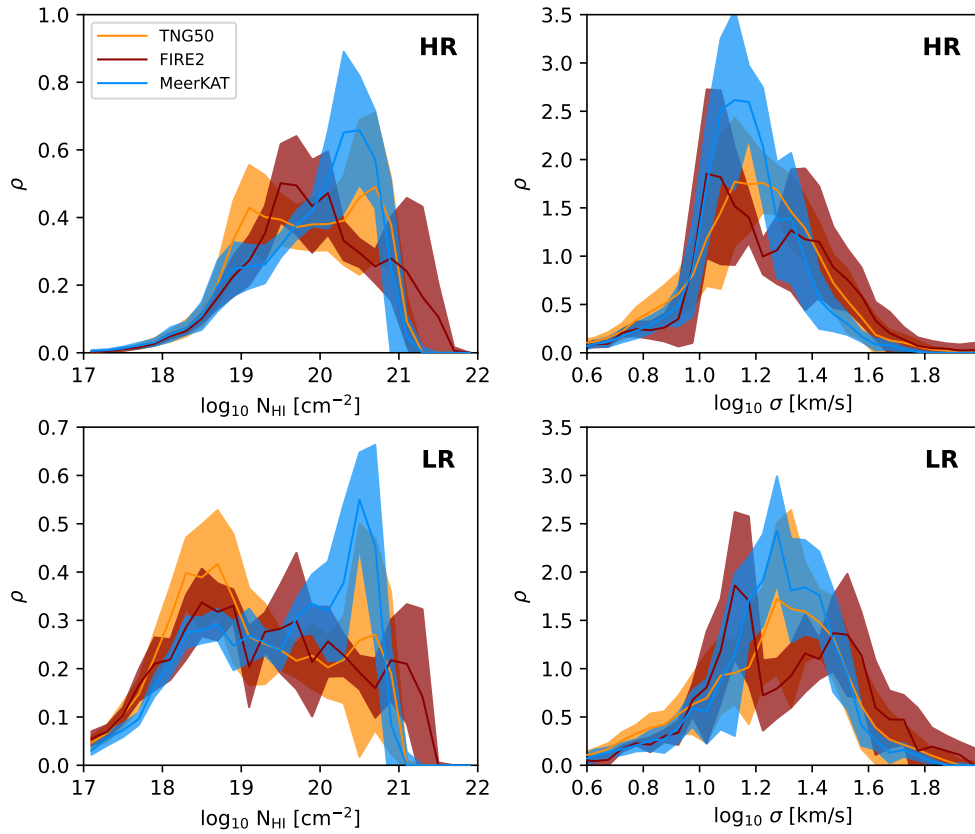 1.0
0.8
0.6
0.4
0.2
0.0
ρ
TNG50
FIRE2
MeerKAT
HR
17 18 19 20 21 22
log₁₀ N_HI [cm⁻²]
3.5
3.0
2.5
2.0
1.5
1.0
0.5
0.0
ρ
HR
0.6 0.8 1.0 1.2 1.4 1.6 1.8
log₁₀ σ [km/s]
0.7
0.6
0.5
0.4
0.3
0.2
0.1
0.0
ρ
LR
17 18 19 20 21 22
log₁₀ N_HI [cm⁻²]
3.5
3.0
2.5
2.0
1.5
1.0
0.5
0.0
ρ
LR
0.6 0.8 1.0 1.2 1.4 1.6 1.8
log₁₀ σ [km/s]